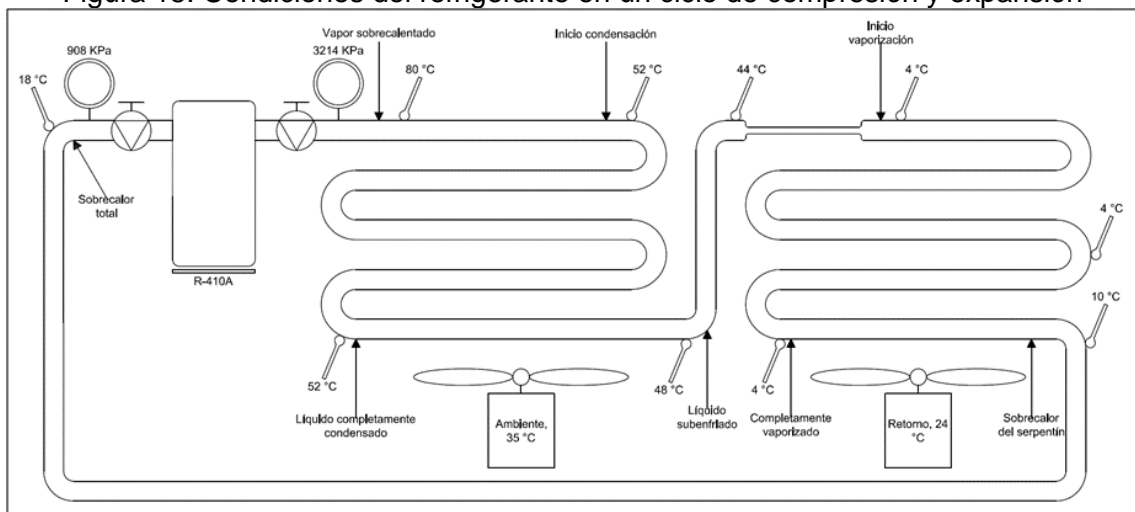 Figura 18. Condiciones del refrigerante en un ciclo de compresión y expansión
Vapor sobrecalentado
Inicio condensación
Inicio
vaporización
908 KPa
3214 KPa
18 °C
80 °C
52 °C
44 °C
4 °C
Sobrecalor
total
R-410A
4 °C
10 °C
52 °C
48 °C
4 °C
Líquido completamente
condensado
Ambiente,
35 °C
Líquido
subenfriado
Completamente
vaporizado
Retorno, 24
°C
Sobrecalor
del serpentín